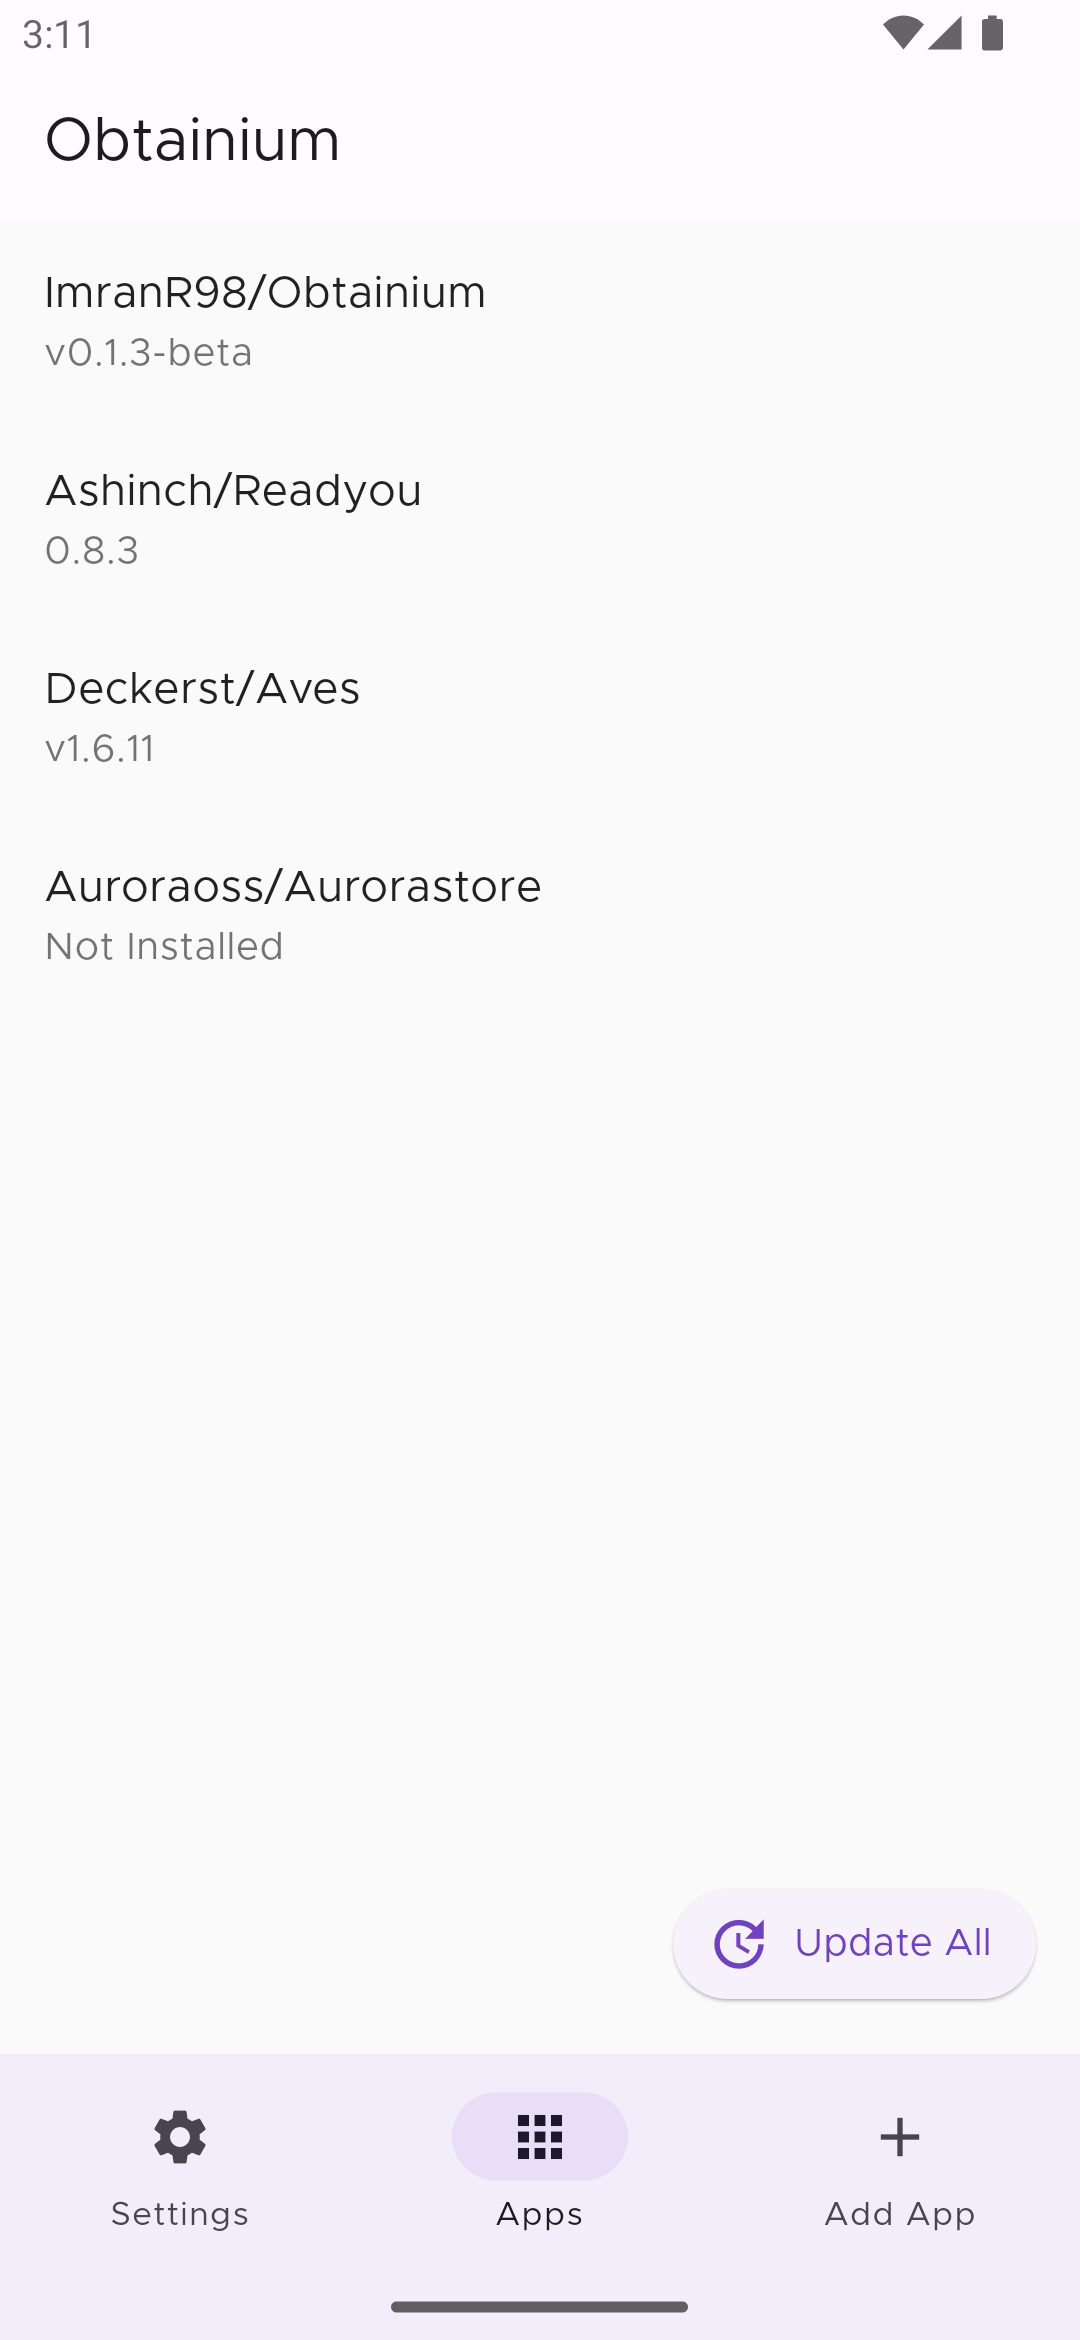 3:11
Obtainium
ImranR98/Obtainium
v0.1.3-beta
Ashinch/Readyou
0.8.3
Deckerst/Aves
v1.6.11
Auroraoss/Aurorastore
Not Installed
Update All
Settings
Apps
Add App